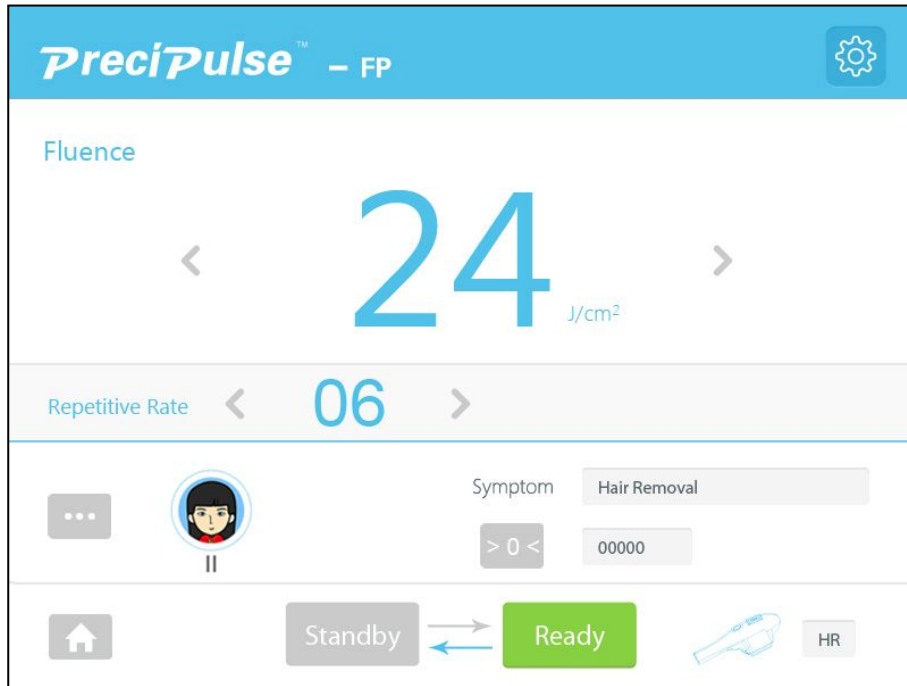 PreciPulse™ – FP
Fluence
24
J/cm²
Repetitive Rate 06
Symptom Hair Removal
II
> 0 < 00000
Standby Ready HR